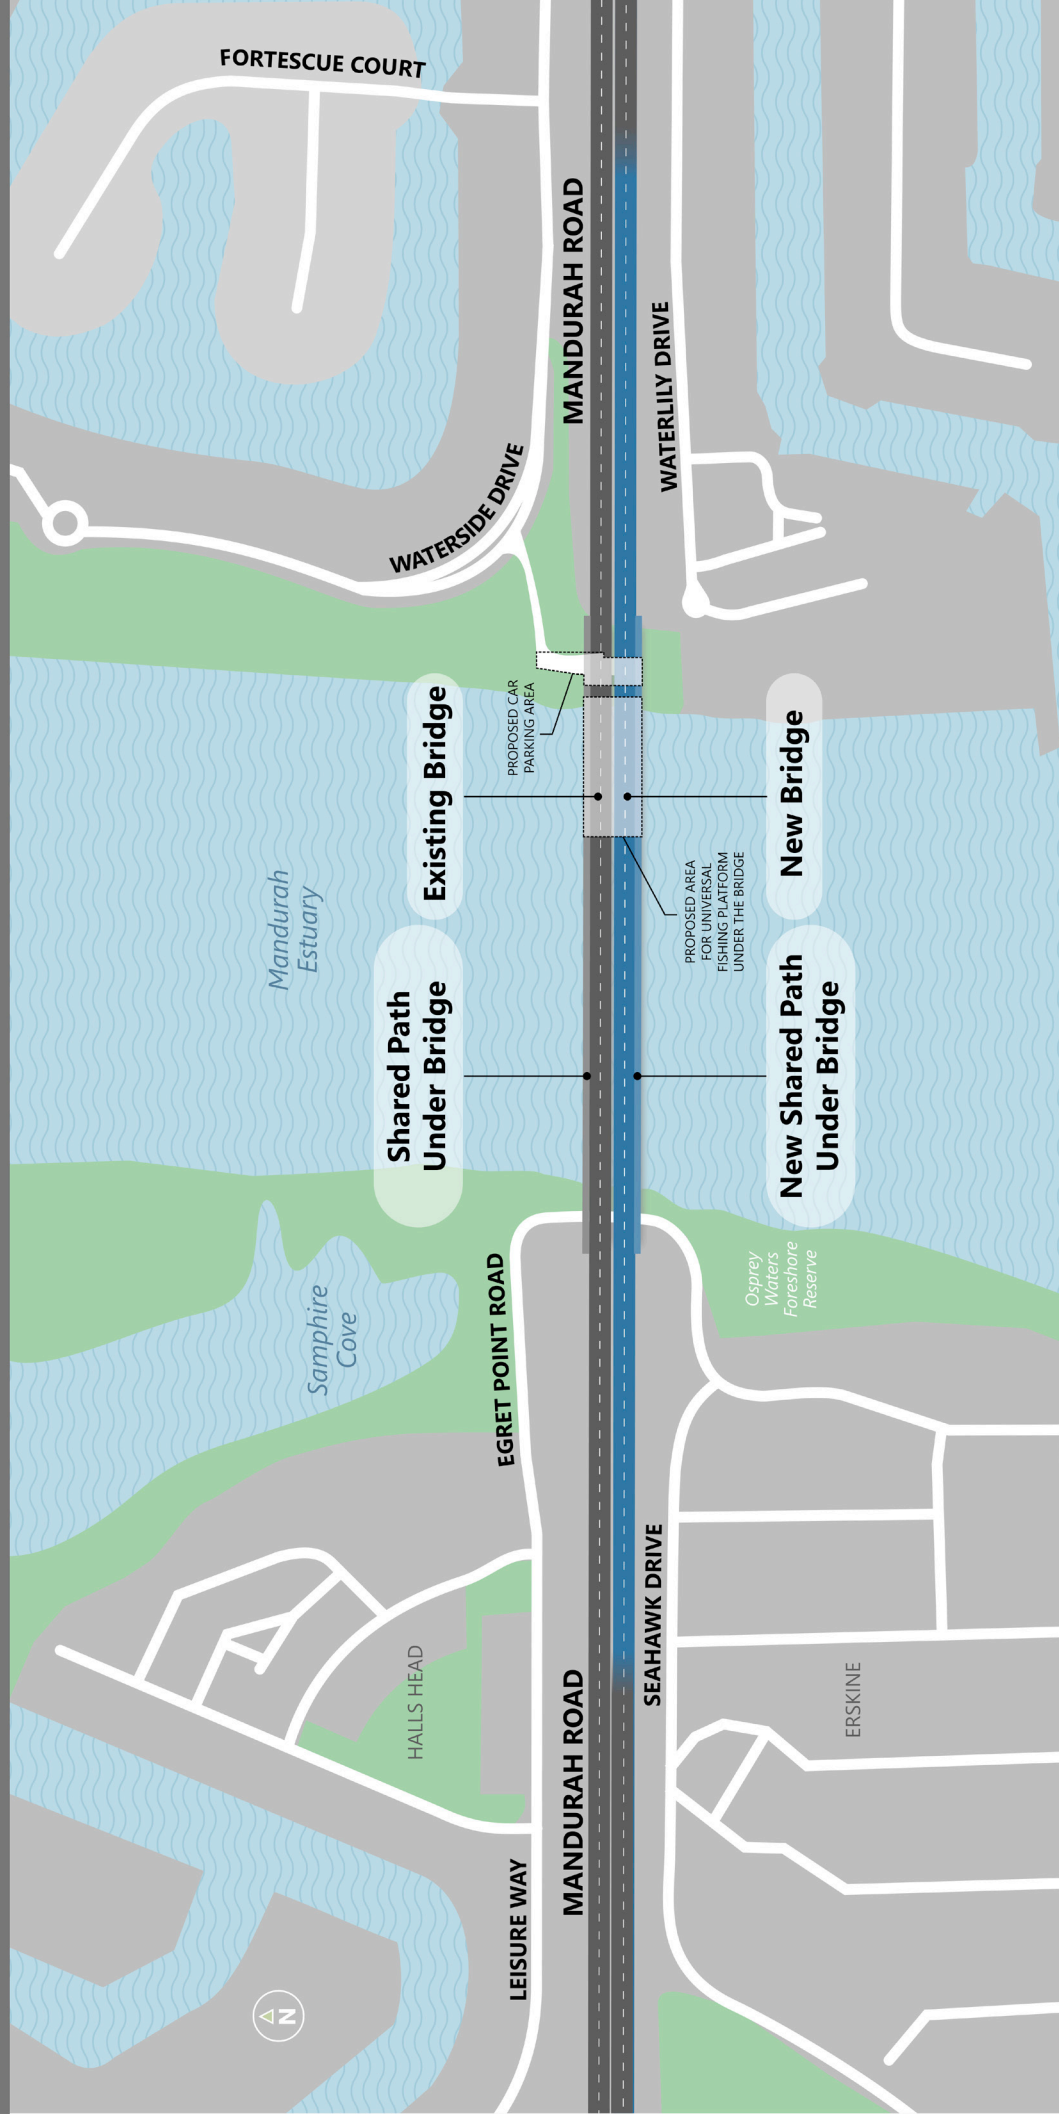 FORTESCUE COURT
MANDURAH ROAD
WATERLILY DRIVE
WATERSIDE DRIVE
PROPOSED CAR
PARKING AREA
Existing Bridge
New Bridge
Mandurah
Estuary
PROPOSED AREA
FOR UNIVERSAL
FISHING PLATFORM
UNDER THE BRIDGE
Shared Path
Under Bridge
New Shared Path
Under Bridge
Osprey
Waters
Foreshore
Reserve
Samphire
Cove
EGRET POINT ROAD
SEAHAWK DRIVE
HALLS HEAD
ERSKINE
MANDURAH ROAD
LEISURE WAY
N